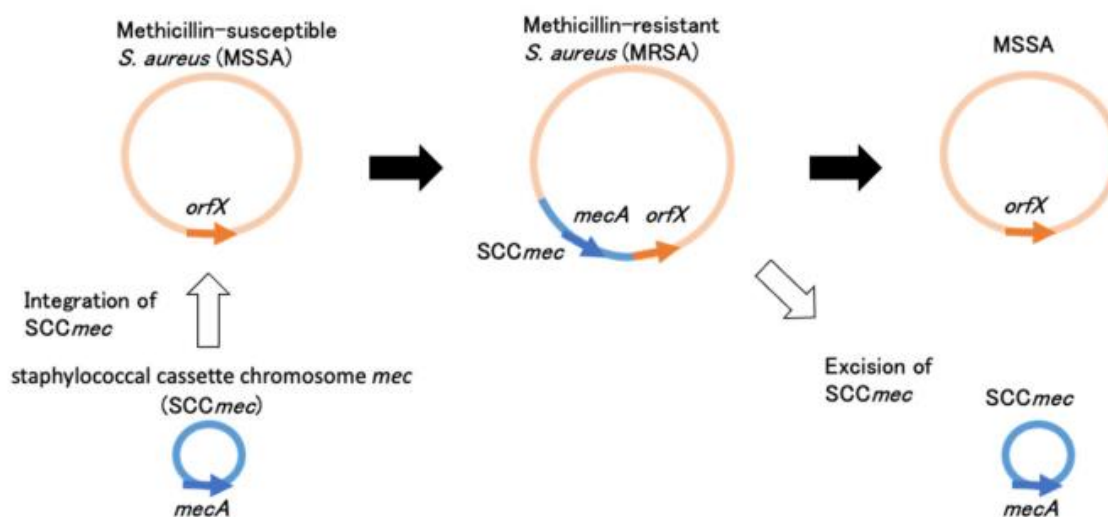 Methicillin-susceptible
S. aureus (MSSA)
Methicillin-resistant
S. aureus (MRSA)
MSSA
orfX
mecA orfX
SCCmec
orfX
Integration of
SCCmec
staphylococcal cassette chromosome mec
(SCCmec)
mecA
Excision of
SCCmec
SCCmec
mecA